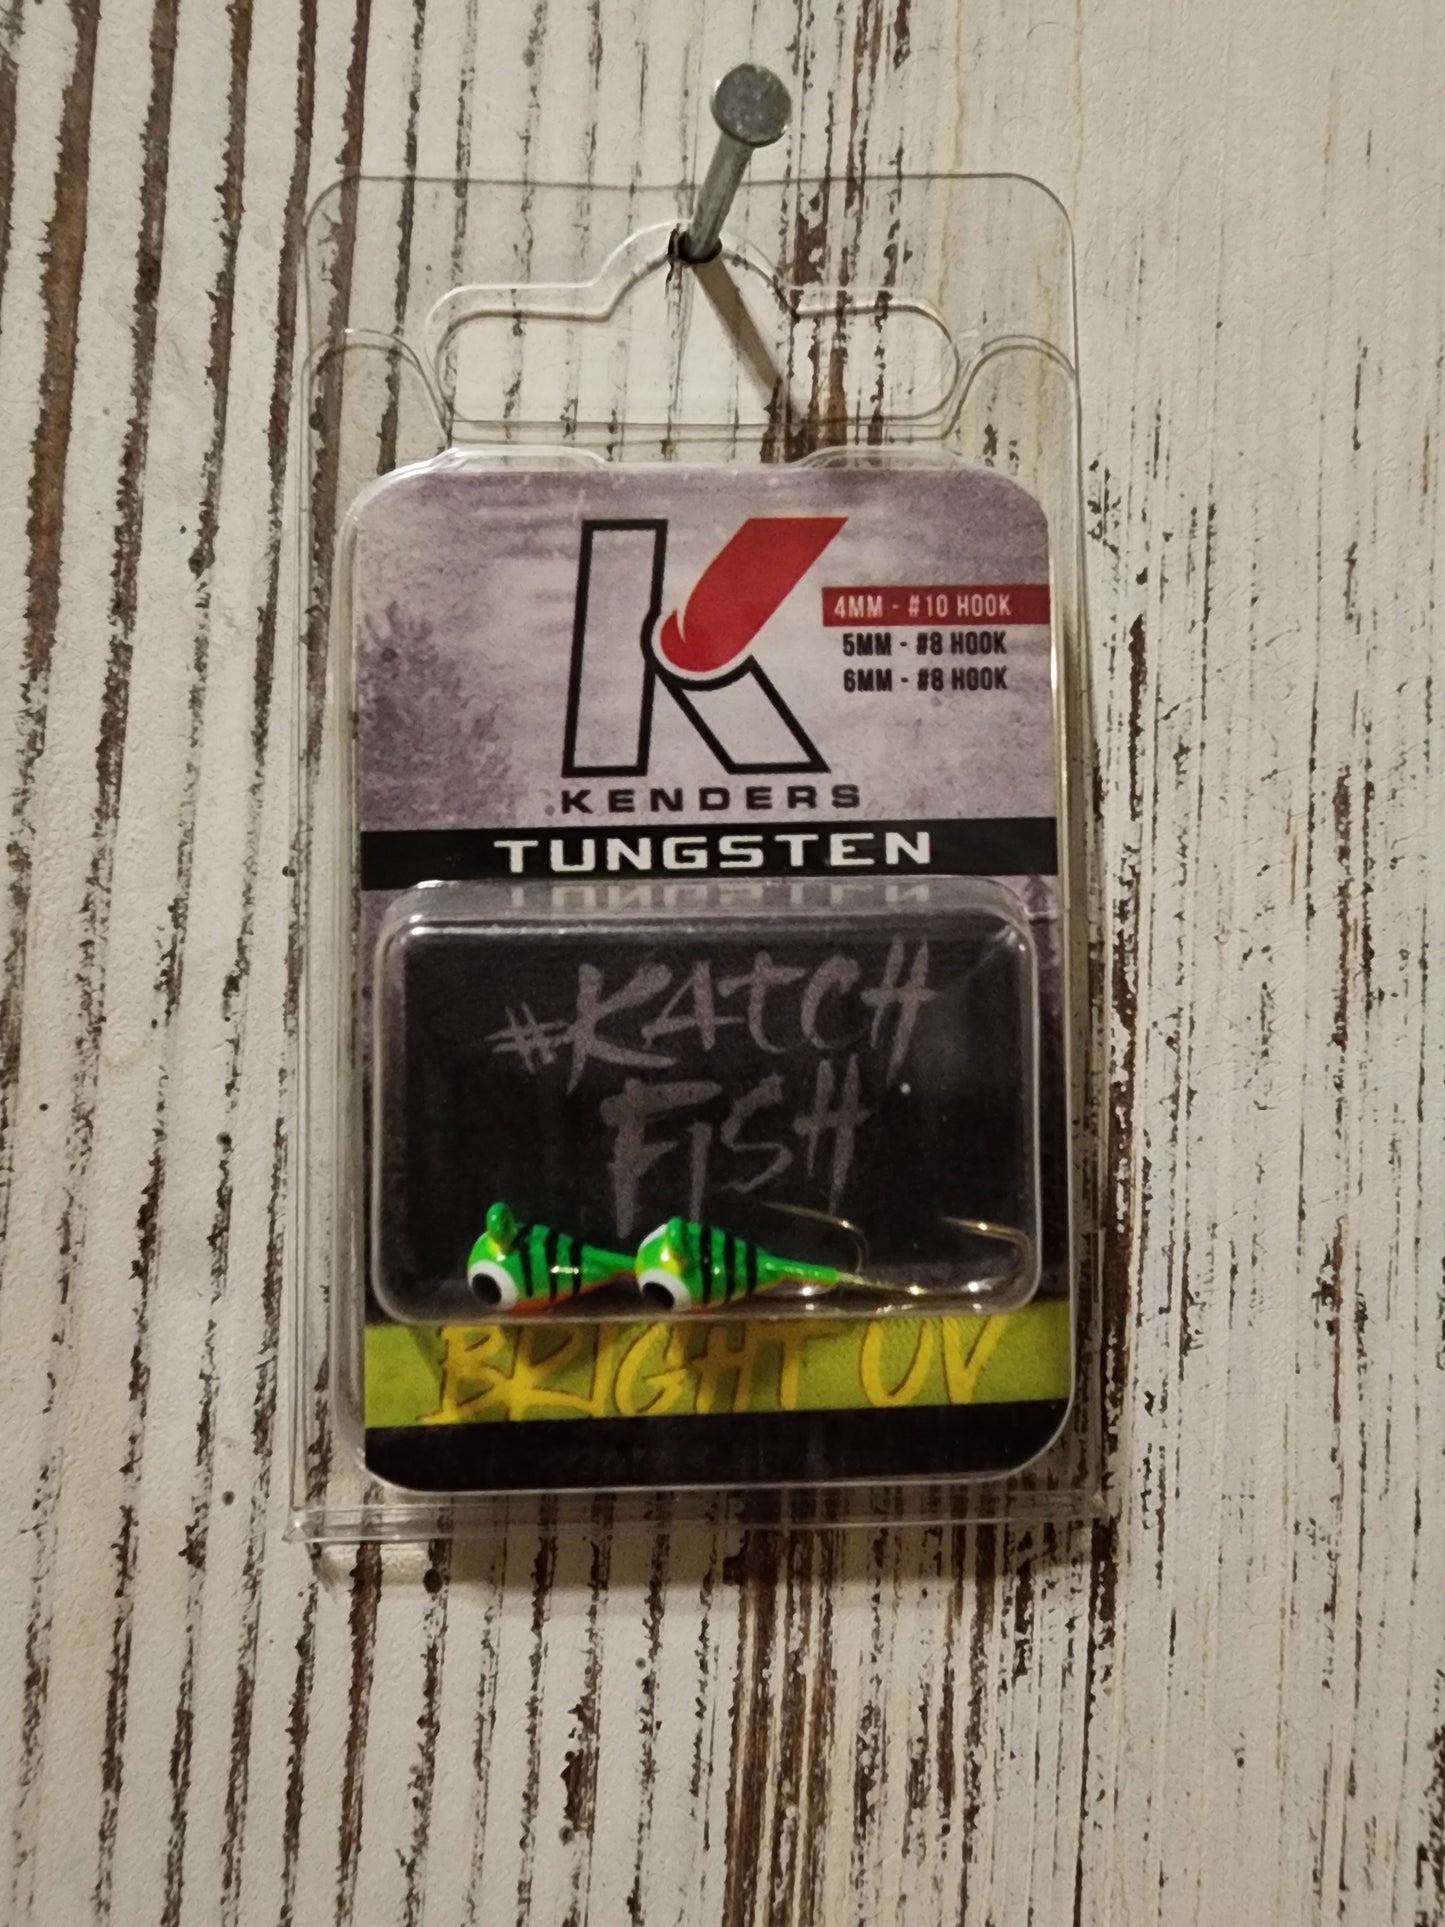 4MM - #10 HOOK
5MM - #8 HOOK
6MM - #8 HOOK
KENDERS
TUNGSTEN
#KATCH
FISH
BRIGHT UV